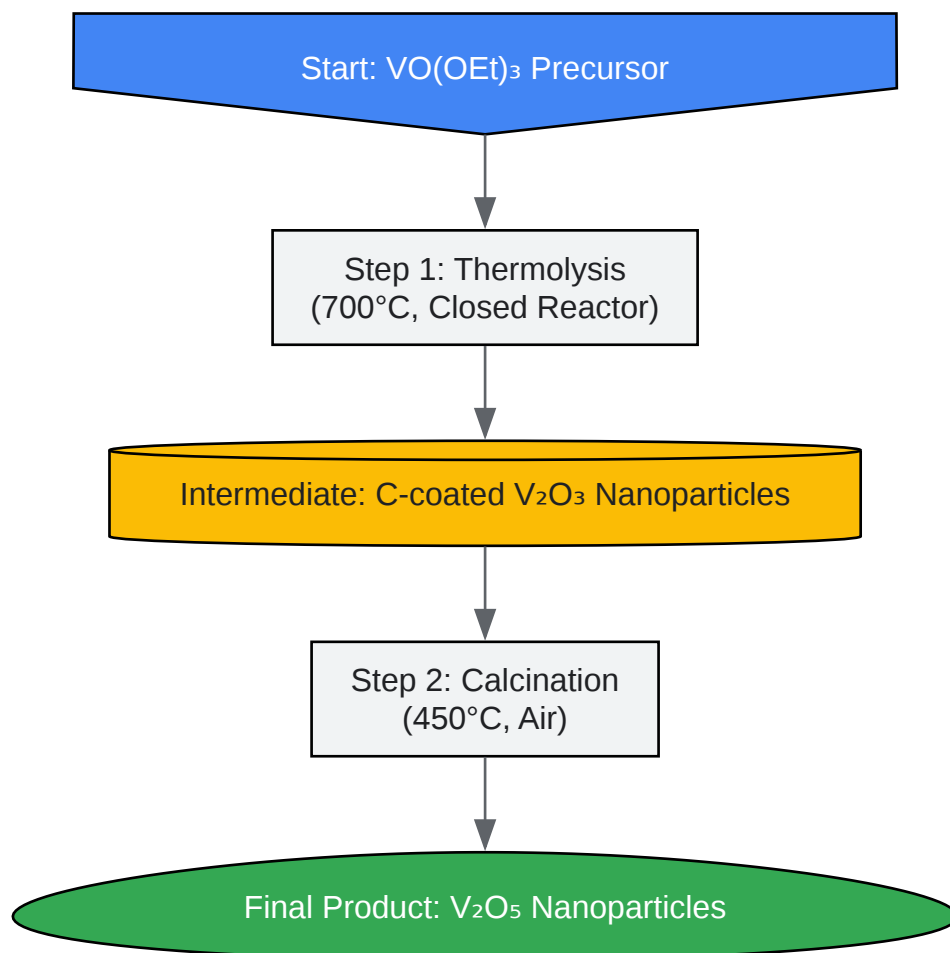 Start: VO(OEt)₃ Precursor
Step 1: Thermolysis
(700°C, Closed Reactor)
Intermediate: C-coated V₂O₃ Nanoparticles
Step 2: Calcination
(450°C, Air)
Final Product: V₂O₅ Nanoparticles